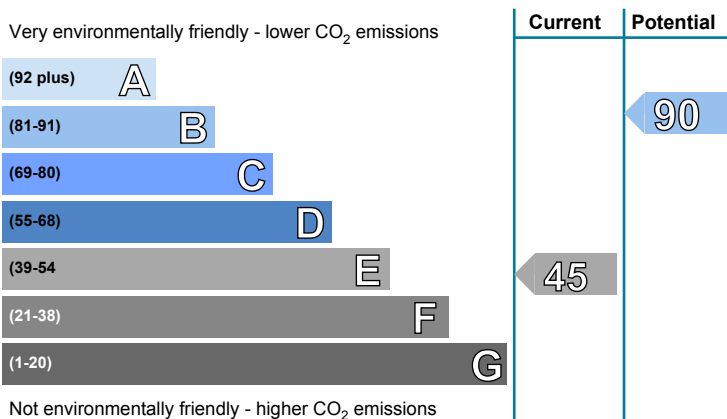 Very environmentally friendly - lower CO₂ emissions
Current
Potential
(92 plus) A
(81-91) B
90
(69-80) C
(55-68) D
(39-54 E
45
(21-38) F
(1-20) G
Not environmentally friendly - higher CO₂ emissions